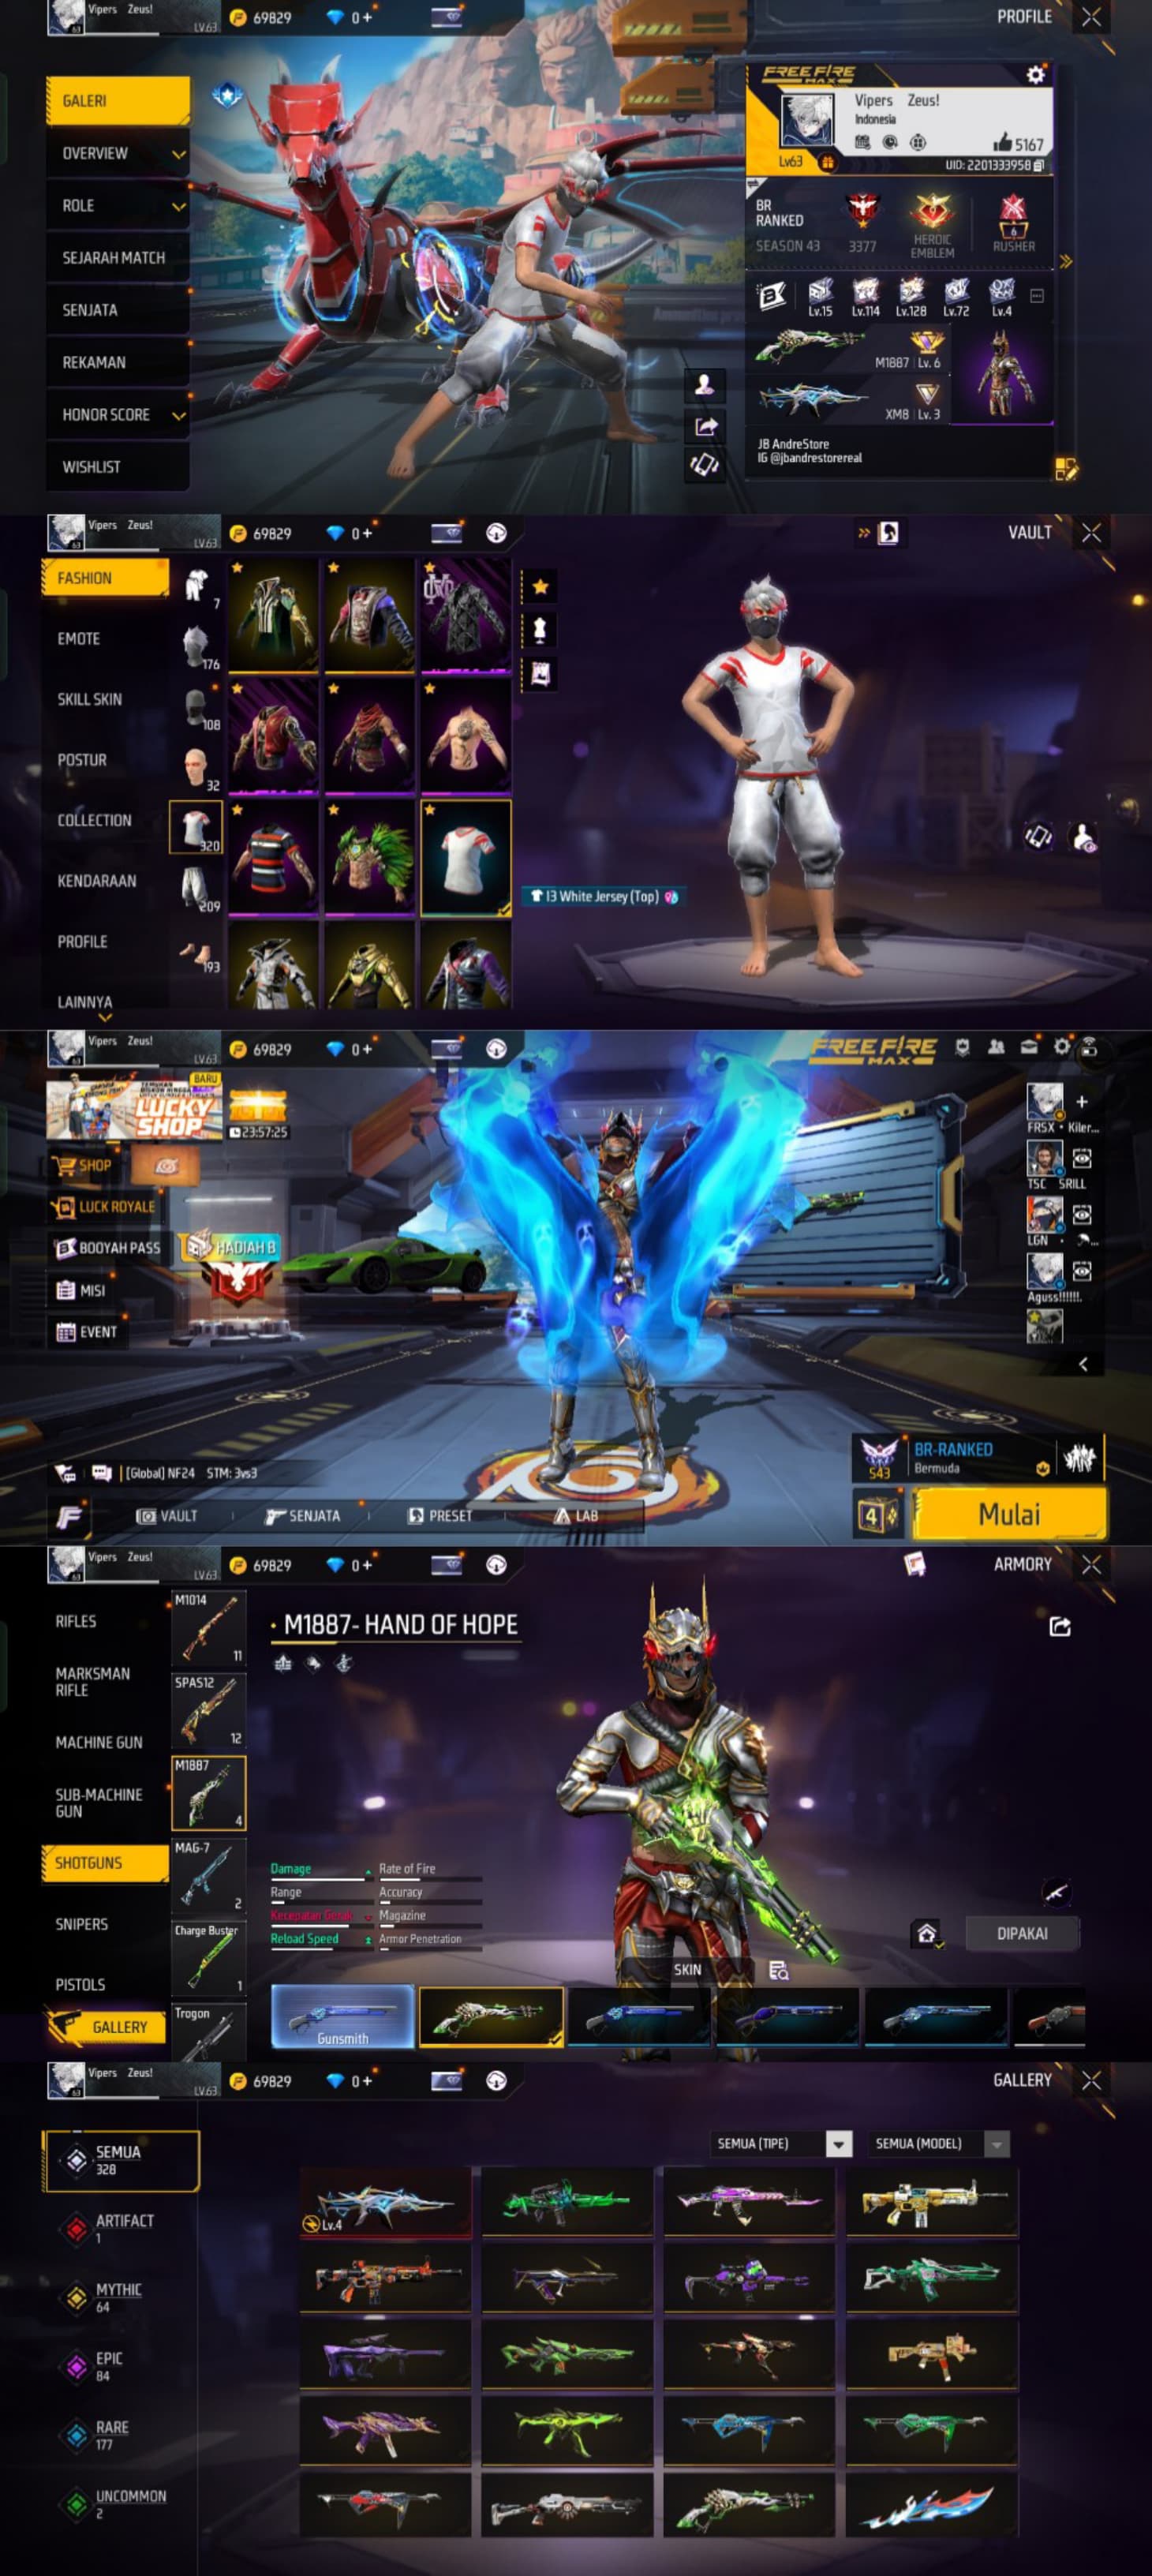 Vipers Zeus!
63
LV.63
69829
0 +
PROFILE
GALERI
OVERVIEW
ROLE
SEJARAH MATCH
SENJATA
REKAMAN
HONOR SCORE
WISHLIST
FREE FIRE
MAX
Vipers Zeus!
Indonesia
5167
Lv63
UID: 2201333958
BR
RANKED
SEASON 43
3377
HEROIC
EMBLEM
6
RUSHER
Lv.15
Lv.114
Lv.128
Lv.72
Lv.4
M1887 Lv. 6
XM8 Lv. 3
JB AndreStore
IG @jbandrestorereal
Vipers Zeus!
63
LV.63
69829
0 +
VAULT
FASHION
EMOTE
SKILL SKIN
POSTUR
COLLECTION
KENDARAAN
PROFILE
LAINNYA
7
176
108
32
320
209
193
13 White Jersey (Top)
Vipers Zeus!
63
LV.63
69829
0 +
FREE FIRE
MAX
BARU
LUCKY
SHOP
23:57:25
SHOP
LUCK ROYALE
BOOYAH PASS
HADIAH B
MISI
EVENT
FRSX • Kiler...
TSC SRILL
LGN
Aguss!!!!!!.
[Global] NF24 STM: 3vs3
VAULT
SENJATA
PRESET
LAB
S43
BR-RANKED
Bermuda
4
Mulai
Vipers Zeus!
63
LV.63
69829
0 +
ARMORY
RIFLES
MARKSMAN
RIFLE
MACHINE GUN
SUB-MACHINE
GUN
SHOTGUNS
SNIPERS
PISTOLS
GALLERY
M1014
11
SPAS12
12
M1887
4
MAG-7
2
Charge Buster
1
Trogon
M1887- HAND OF HOPE
Damage
Rate of Fire
Range
Accuracy
Kecepatan Gerak
Magazine
Reload Speed
Armor Penetration
DIPAKAI
SKIN
Gunsmith
Vipers Zeus!
63
LV.63
69829
0 +
GALLERY
SEMUA
328
ARTIFACT
1
MYTHIC
64
EPIC
84
RARE
177
UNCOMMON
2
SEMUA (TIPE)
SEMUA (MODEL)
Lv.4